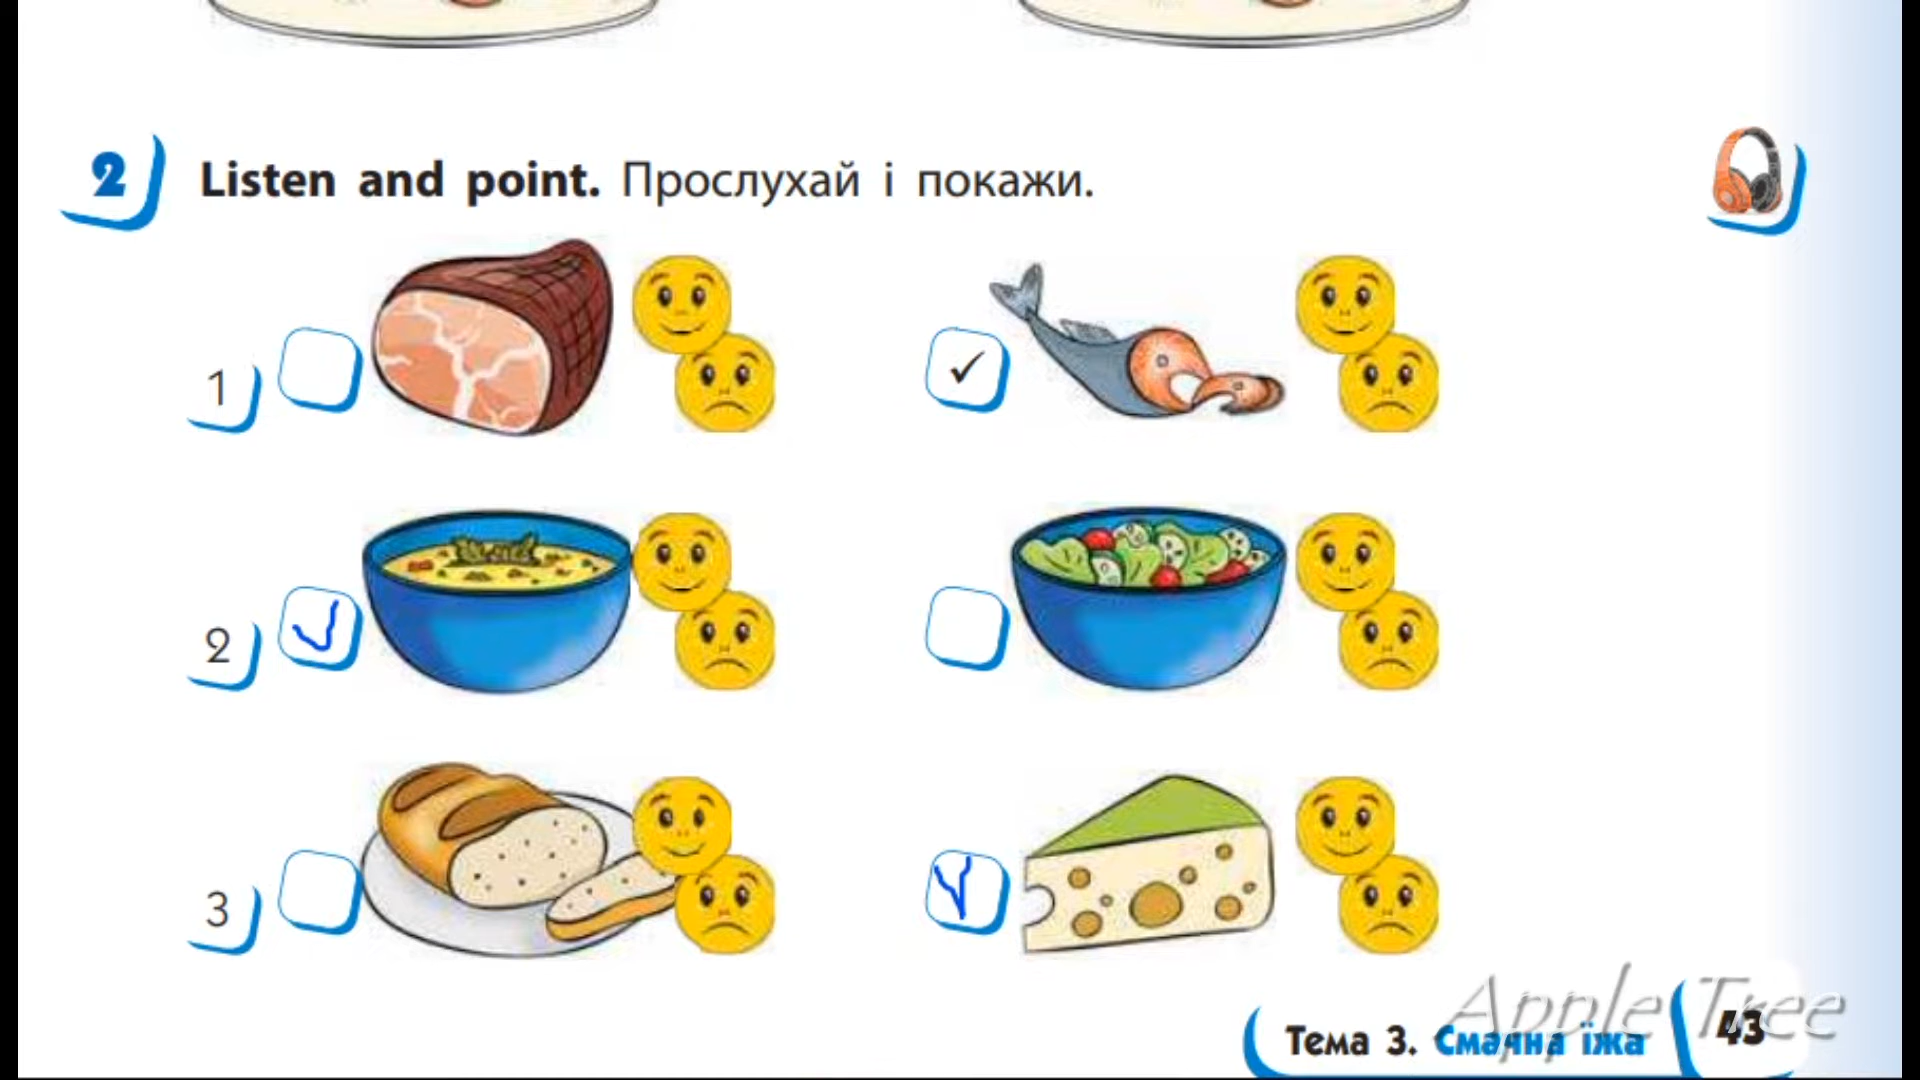 2 Listen and point. Прослухай і покажи.
1
2
3
Apple Tree
Тема 3. Смачна їжа 43